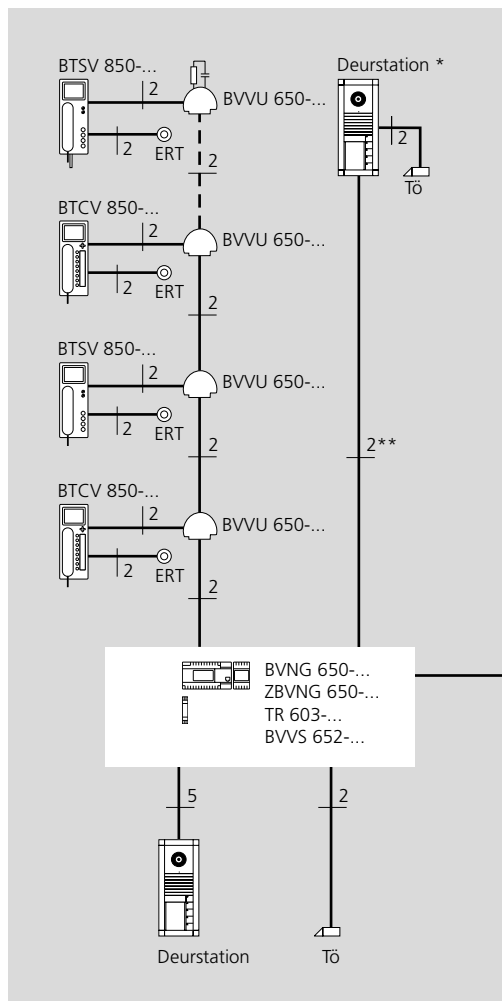 BTSV 850-...
Deurstation *
2
BVVU 650-...
2
ERT
2
Tö
2
BTCV 850-...
2
BVVU 650-...
2
ERT
2
BTSV 850-...
2
BVVU 650-...
2
ERT
2
2**
BTCV 850-...
2
BVVU 650-...
2
ERT
2
BVNG 650-...
ZBVNG 650-...
TR 603-...
BVVS 652-...
5
2
Deurstation
Tö